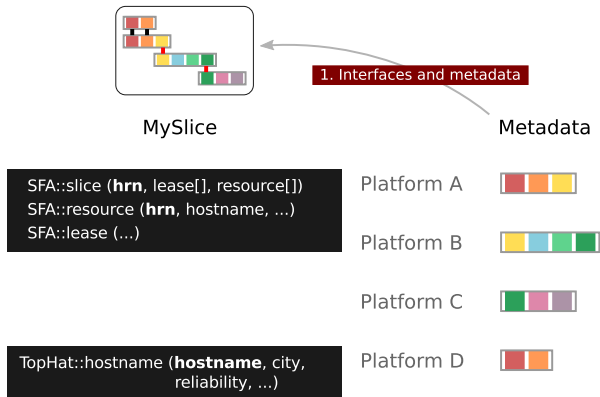 1. Interfaces and metadata
MySlice
Metadata
SFA::slice (hrn, lease[], resource[])
SFA::resource (hrn, hostname, ...)
SFA::lease (...)
Platform A
Platform B
Platform C
Platform D
TopHat::hostname (hostname, city,
reliability, ...)